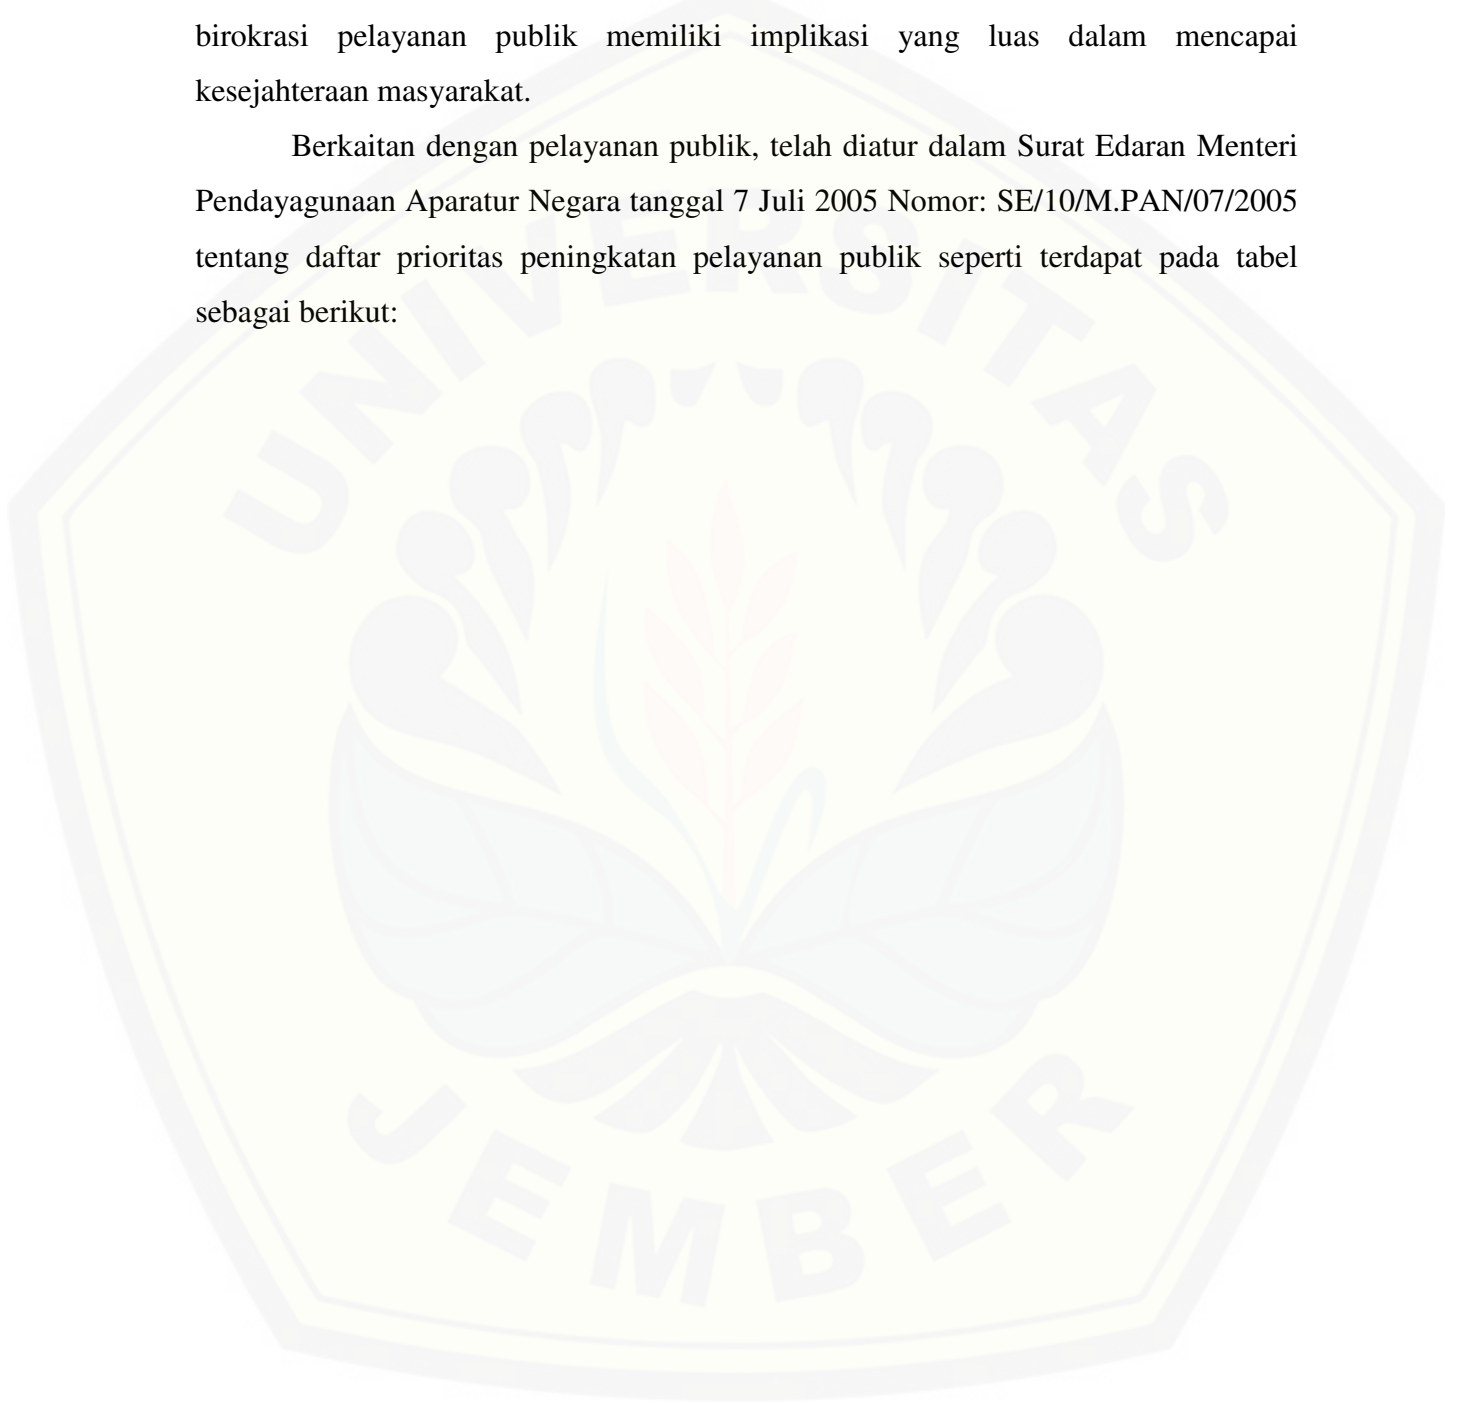 birokrasi pelayanan publik memiliki implikasi yang luas dalam mencapai
kesejahteraan masyarakat.
Berkaitan dengan pelayanan publik, telah diatur dalam Surat Edaran Menteri
Pendayagunaan Aparatur Negara tanggal 7 Juli 2005 Nomor: SE/10/M.PAN/07/2005
tentang daftar prioritas peningkatan pelayanan publik seperti terdapat pada tabel
sebagai berikut:
UNIVERSITAS
JEMBER